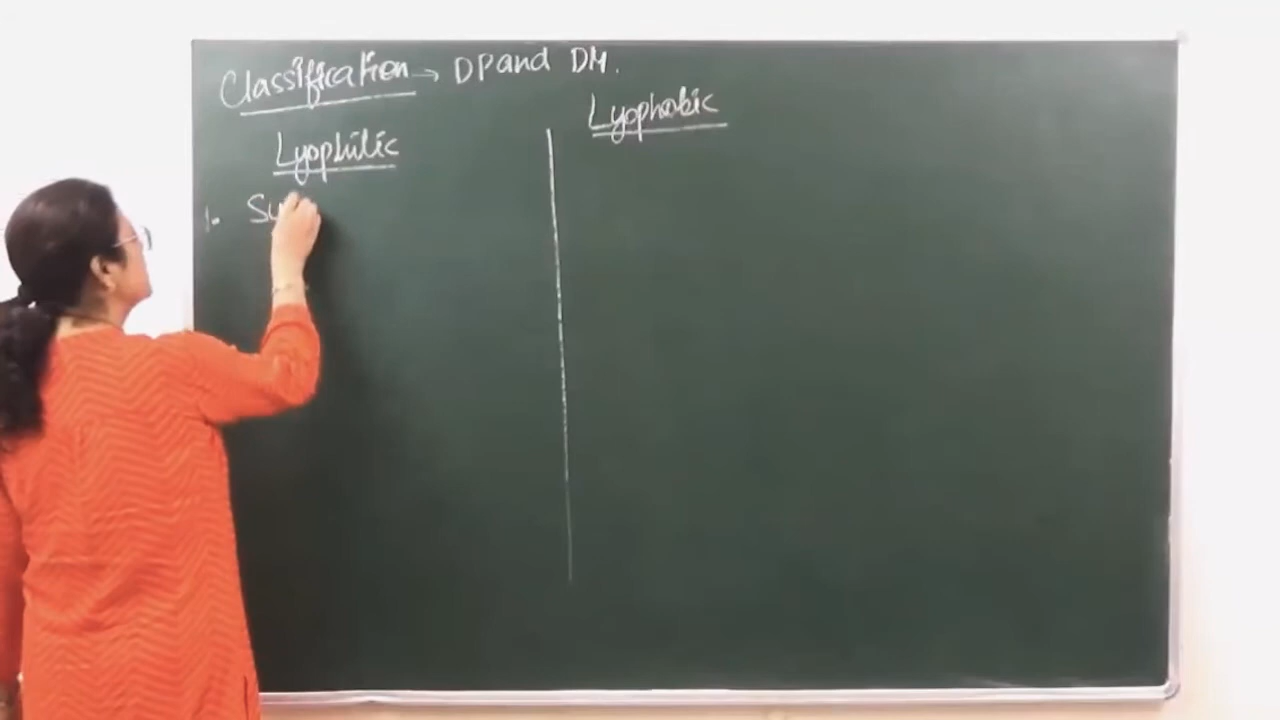 Classification → DP and DM.
Lyophilic
Lyophobic
1. Su